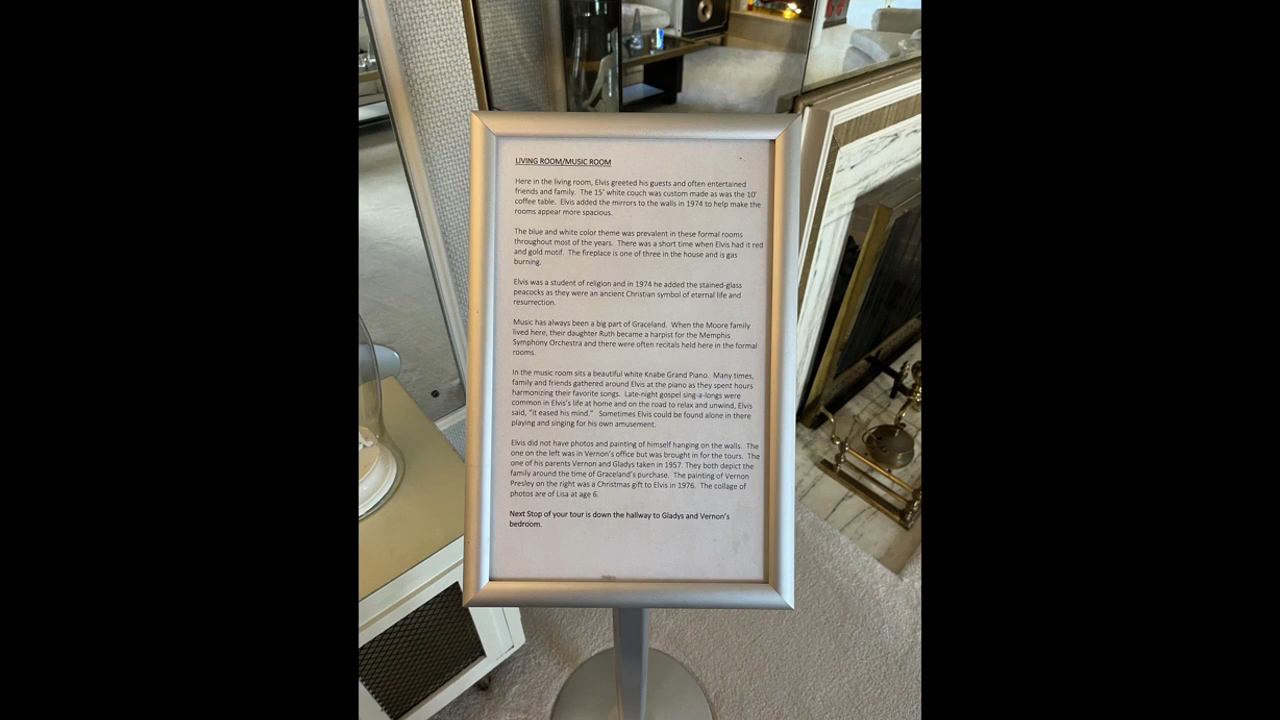 LIVING ROOM/MUSIC ROOM
Here in the living room, Elvis greeted his guests and often entertained
friends and family. The 15' white couch was custom made as was the 10'
coffee table. Elvis added the mirrors to the walls in 1974 to help make the
rooms appear more spacious.
The blue and white color theme was prevalent in these formal rooms
throughout most of the years. There was a short time when Elvis had it red
and gold motif. The fireplace is one of three in the house and is gas
burning.
Elvis was a student of religion and in 1974 he added the stained-glass
peacocks as they were an ancient Christian symbol of eternal life and
resurrection.
Music has always been a big part of Graceland. When the Moore family
lived here, their daughter Ruth became a harpist for the Memphis
Symphony Orchestra and there were often recitals held here in the formal
rooms.
In the music room sits a beautiful white Knabe Grand Piano. Many times,
family and friends gathered around Elvis at the piano as they spent hours
harmonizing their favorite songs. Late-night gospel sing-a-longs were
common in Elvis's life at home and on the road to relax and unwind, Elvis
said, "it eased his mind." Sometimes Elvis could be found alone in there
playing and singing for his own amusement.
Elvis did not have photos and painting of himself hanging on the walls. The
one on the left was in Vernon's office but was brought in for the tours. The
one of his parents Vernon and Gladys taken in 1957. They both depict the
family around the time of Graceland's purchase. The painting of Vernon
Presley on the right was a Christmas gift to Elvis in 1976. The collage of
photos are of Lisa at age 6.
Next Stop of your tour is down the hallway to Gladys and Vernon's
bedroom.